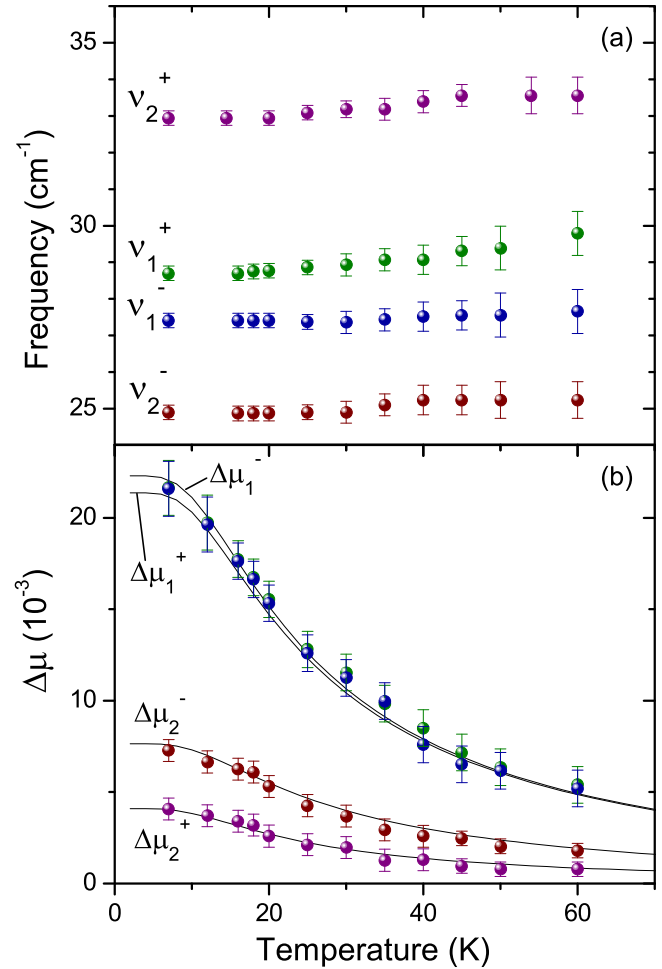 35
(a)
ν₂⁺
30
ν₁⁺
ν₁⁻
25
ν₂⁻
Frequency (cm⁻¹)
(b)
Δμ₁⁻
20
Δμ₁⁺
10
Δμ₂⁻
Δμ₂⁺
0
Δμ (10⁻³)
0 20 40 60
Temperature (K)